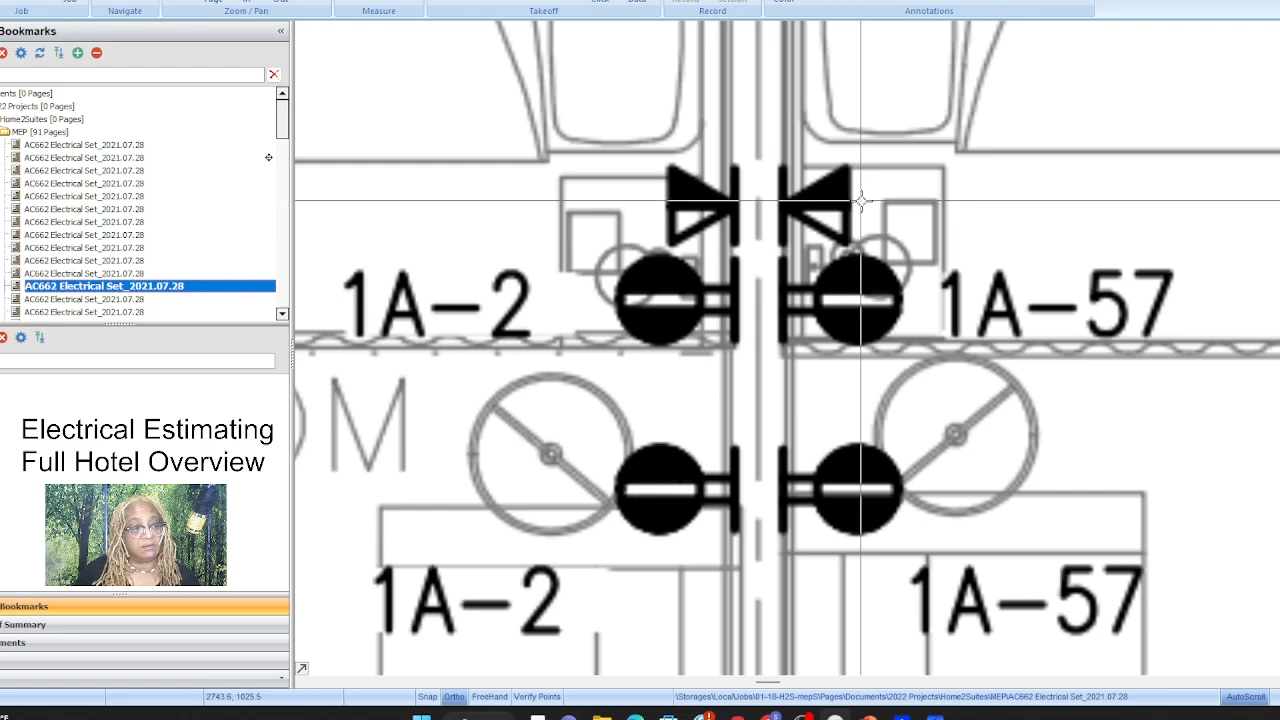 Click
Color
Job
Navigate
Zoom / Pan
Measure
Takeoff
Record
Annotations
Bookmarks
ents [0 Pages]
22 Projects [0 Pages]
Home2Suites [0 Pages]
MEP [91 Pages]
AC662 Electrical Set_2021.07.28
AC662 Electrical Set_2021.07.28
AC662 Electrical Set_2021.07.28
AC662 Electrical Set_2021.07.28
AC662 Electrical Set_2021.07.28
AC662 Electrical Set_2021.07.28
AC662 Electrical Set_2021.07.28
AC662 Electrical Set_2021.07.28
AC662 Electrical Set_2021.07.28
AC662 Electrical Set_2021.07.28
AC662 Electrical Set_2021.07.28
AC662 Electrical Set_2021.07.28
AC662 Electrical Set_2021.07.28
AC662 Electrical Set_2021.07.28
1A-2
1A-57
M
1A-2
1A-57
Electrical Estimating
Full Hotel Overview
Bookmarks
f Summary
ments
2743.6, 1025.5
Snap
Ortho
FreeHand
Verify Points
\Storages\LocalJobs\01-18-H2S-mepS\Pages\Documents\2022 Projects\Home2Suites\MEP\AC662 Electrical Set_2021.07.28
AutoScroll